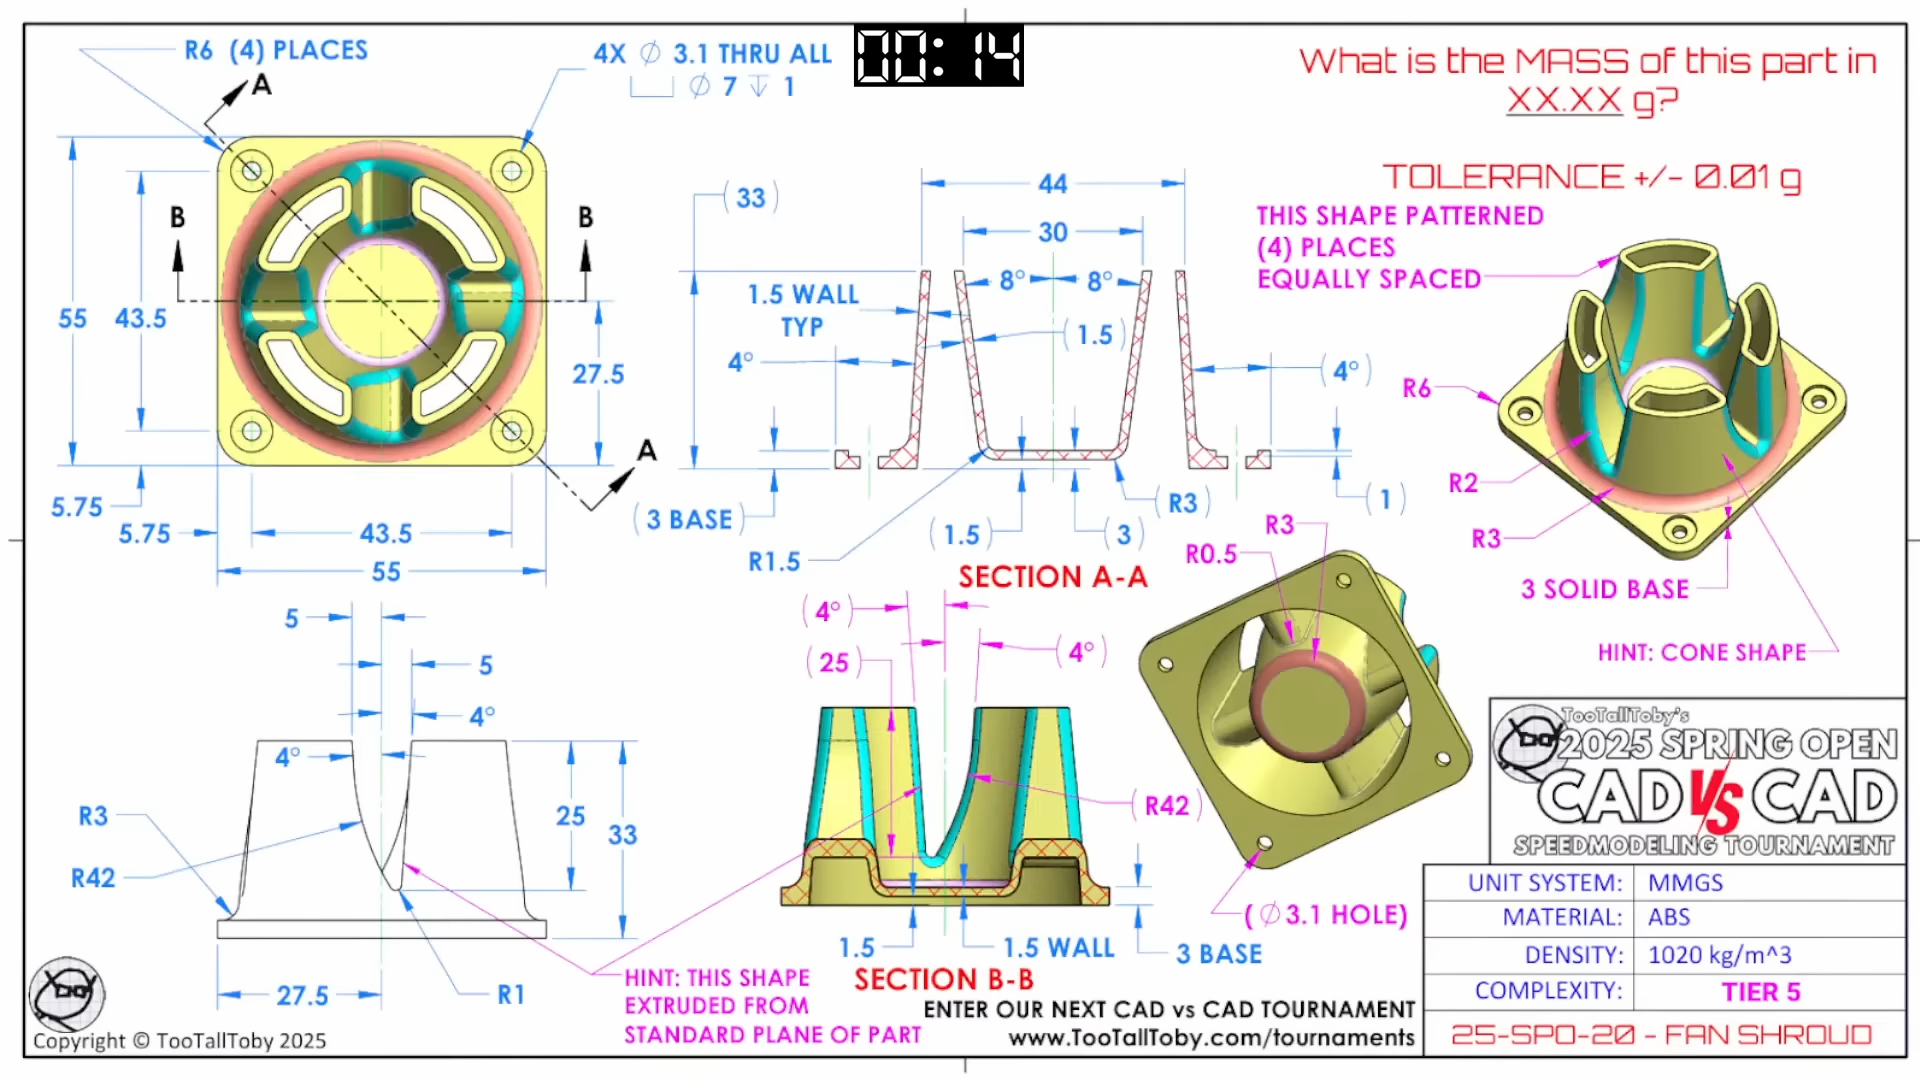 R6 (4) PLACES
4X ∅ 3.1 THRU ALL
⌴ ∅ 7 ↧ 1
00:14
What is the MASS of this part in
XX.XX g?
TOLERANCE +/- 0.01 g
A
B
B
A
55
43.5
27.5
5.75
5.75
43.5
55
(33)
44
30
8°
8°
1.5 WALL
TYP
(1.5)
4°
(4°)
(3 BASE)
(R3)
(1)
(1.5)
(3)
R1.5
SECTION A-A
THIS SHAPE PATTERNED
(4) PLACES
EQUALLY SPACED
R6
R2
R3
3 SOLID BASE
HINT: CONE SHAPE
R3
R0.5
(∅3.1 HOLE)
5
5
4°
4°
R3
R42
25
33
27.5
R1
HINT: THIS SHAPE
EXTRUDED FROM
STANDARD PLANE OF PART
(4°)
(4°)
(25)
(R42)
1.5
1.5 WALL
3 BASE
SECTION B-B
ENTER OUR NEXT CAD vs CAD TOURNAMENT
www.TooTallToby.com/tournaments
Copyright © TooTallToby 2025
TooTallToby's
2025 SPRING OPEN
CAD VS CAD
SPEEDMODELING TOURNAMENT
UNIT SYSTEM: MMGS
MATERIAL: ABS
DENSITY: 1020 kg/m^3
COMPLEXITY: TIER 5
25-SPO-20 - FAN SHROUD